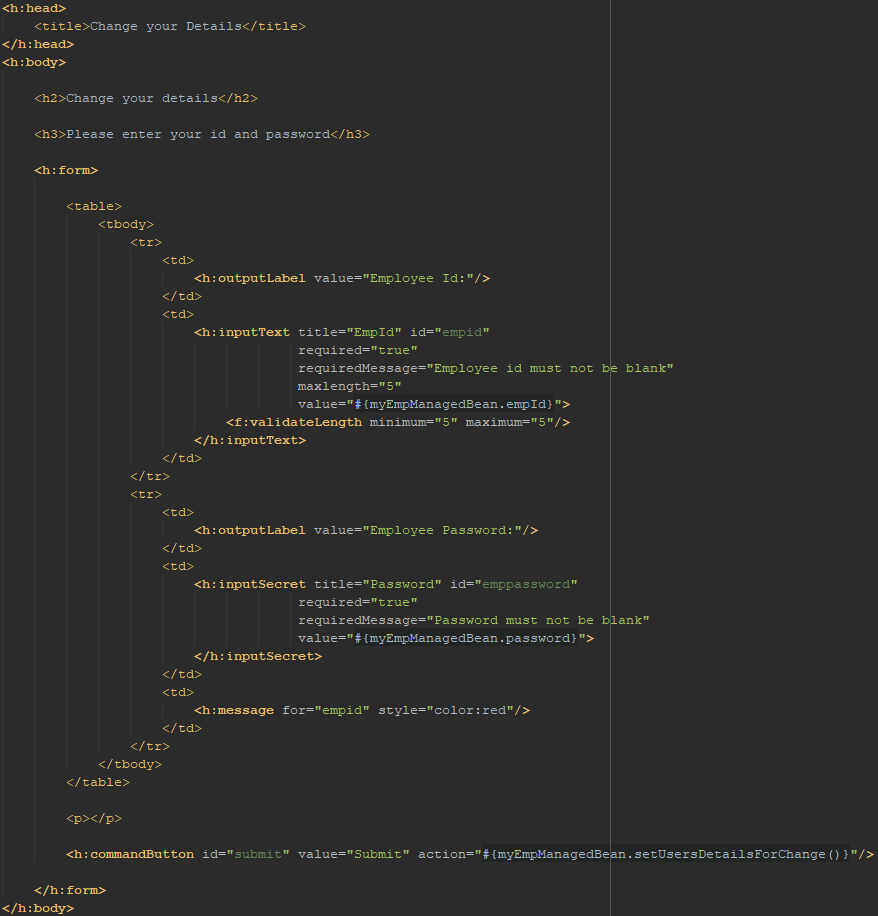 <h:head>
<title>Change your Details</title>
</h:head>
<h:body>
<h2>Change your details</h2>
<h3>Please enter your id and password</h3>
<h:form>
<table>
<tbody>
<tr>
<td>
<h:outputLabel value="Employee Id:"/>
</td>
<td>
<h:inputText title="EmpId" id="empid"
required="true"
requiredMessage="Employee id must not be blank"
maxlength="5"
value="#{myEmpManagedBean.empId}">
<f:validateLength minimum="5" maximum="5"/>
</h:inputText>
</td>
</tr>
<tr>
<td>
<h:outputLabel value="Employee Password:"/>
</td>
<td>
<h:inputSecret title="Password" id="emppassword"
required="true"
requiredMessage="Password must not be blank"
value="#{myEmpManagedBean.password}">
</h:inputSecret>
</td>
<td>
<h:message for="empid" style="color:red"/>
</td>
</tr>
</tbody>
</table>
<p></p>
<h:commandButton id="submit" value="Submit" action="#{myEmpManagedBean.setUsersDetailsForChange()}"/>
</h:form>
</h:body>